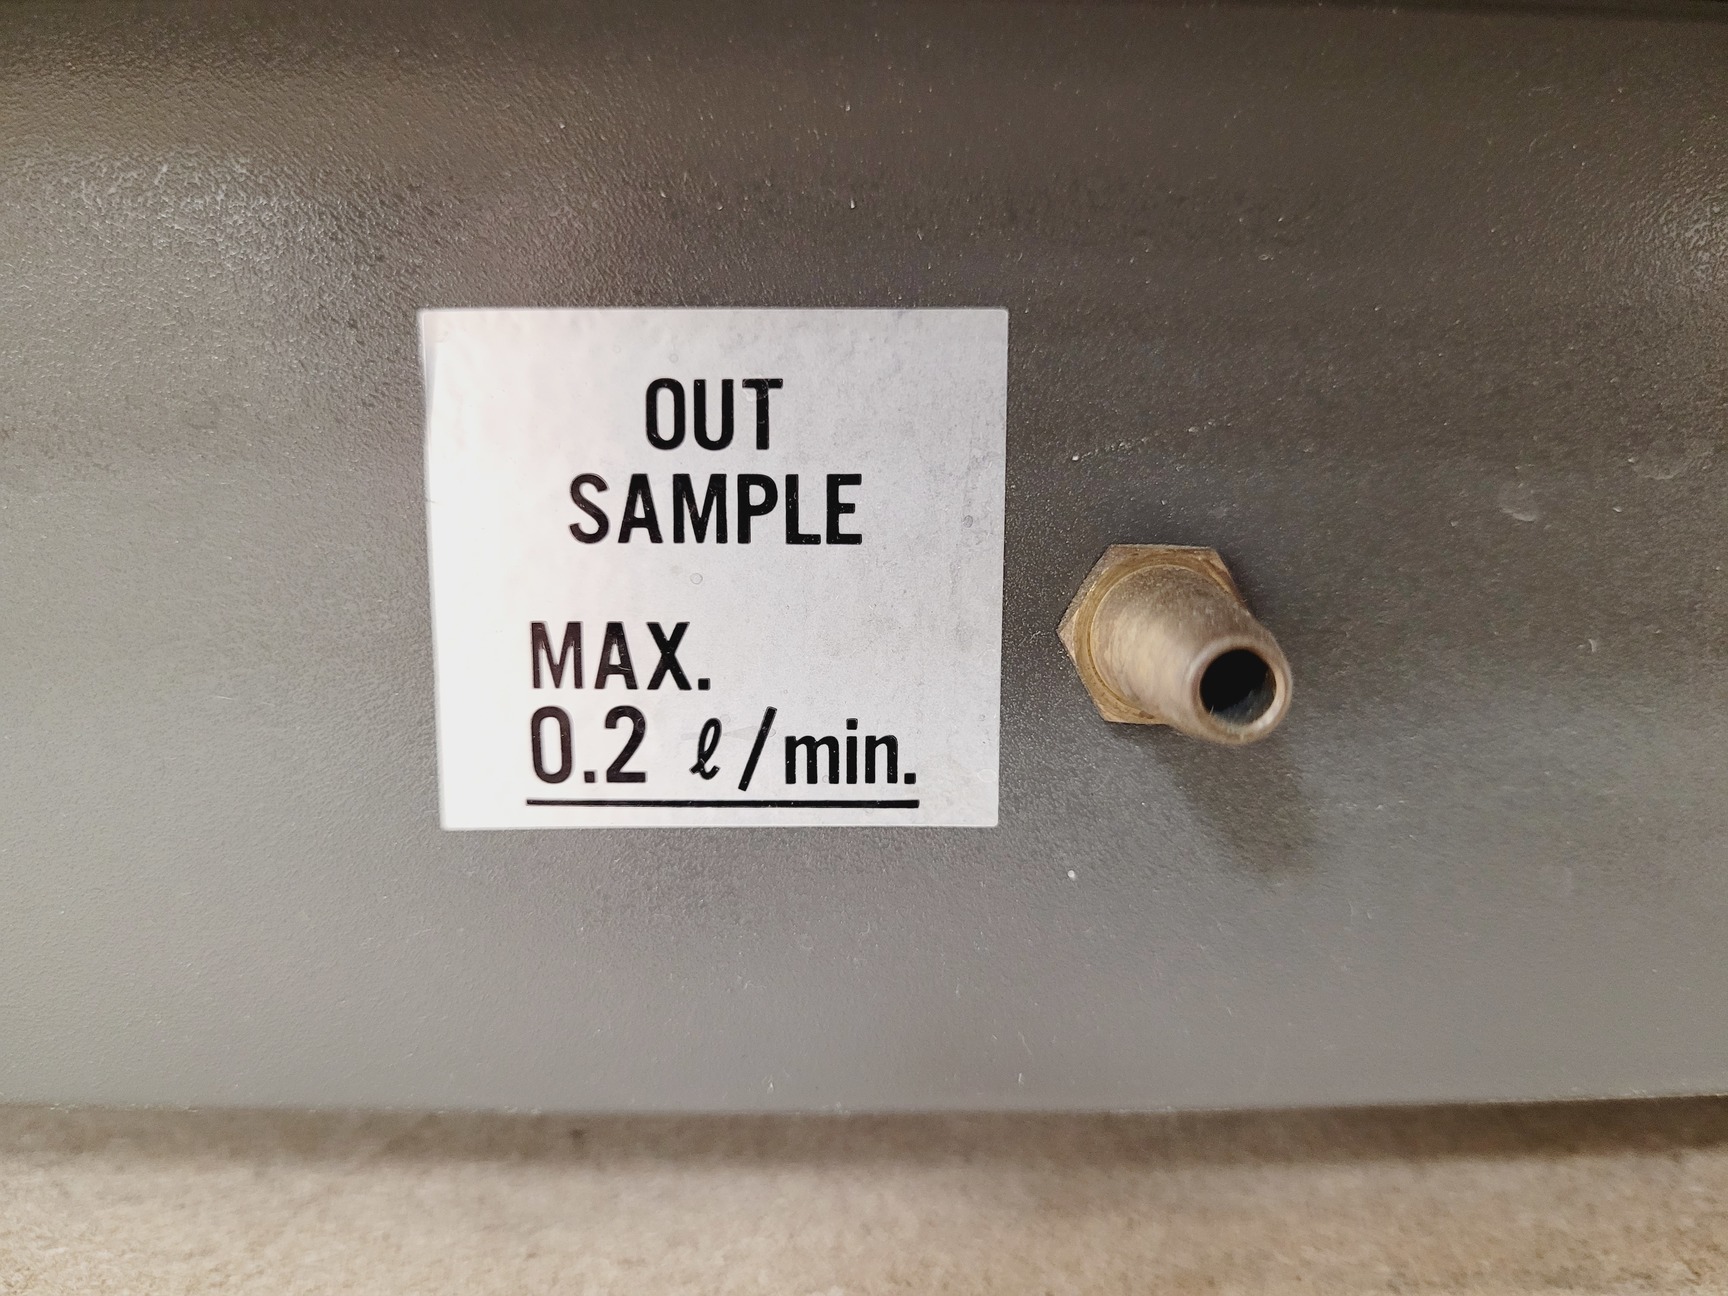 OUT
SAMPLE
MAX.
0.2 ℓ/min.